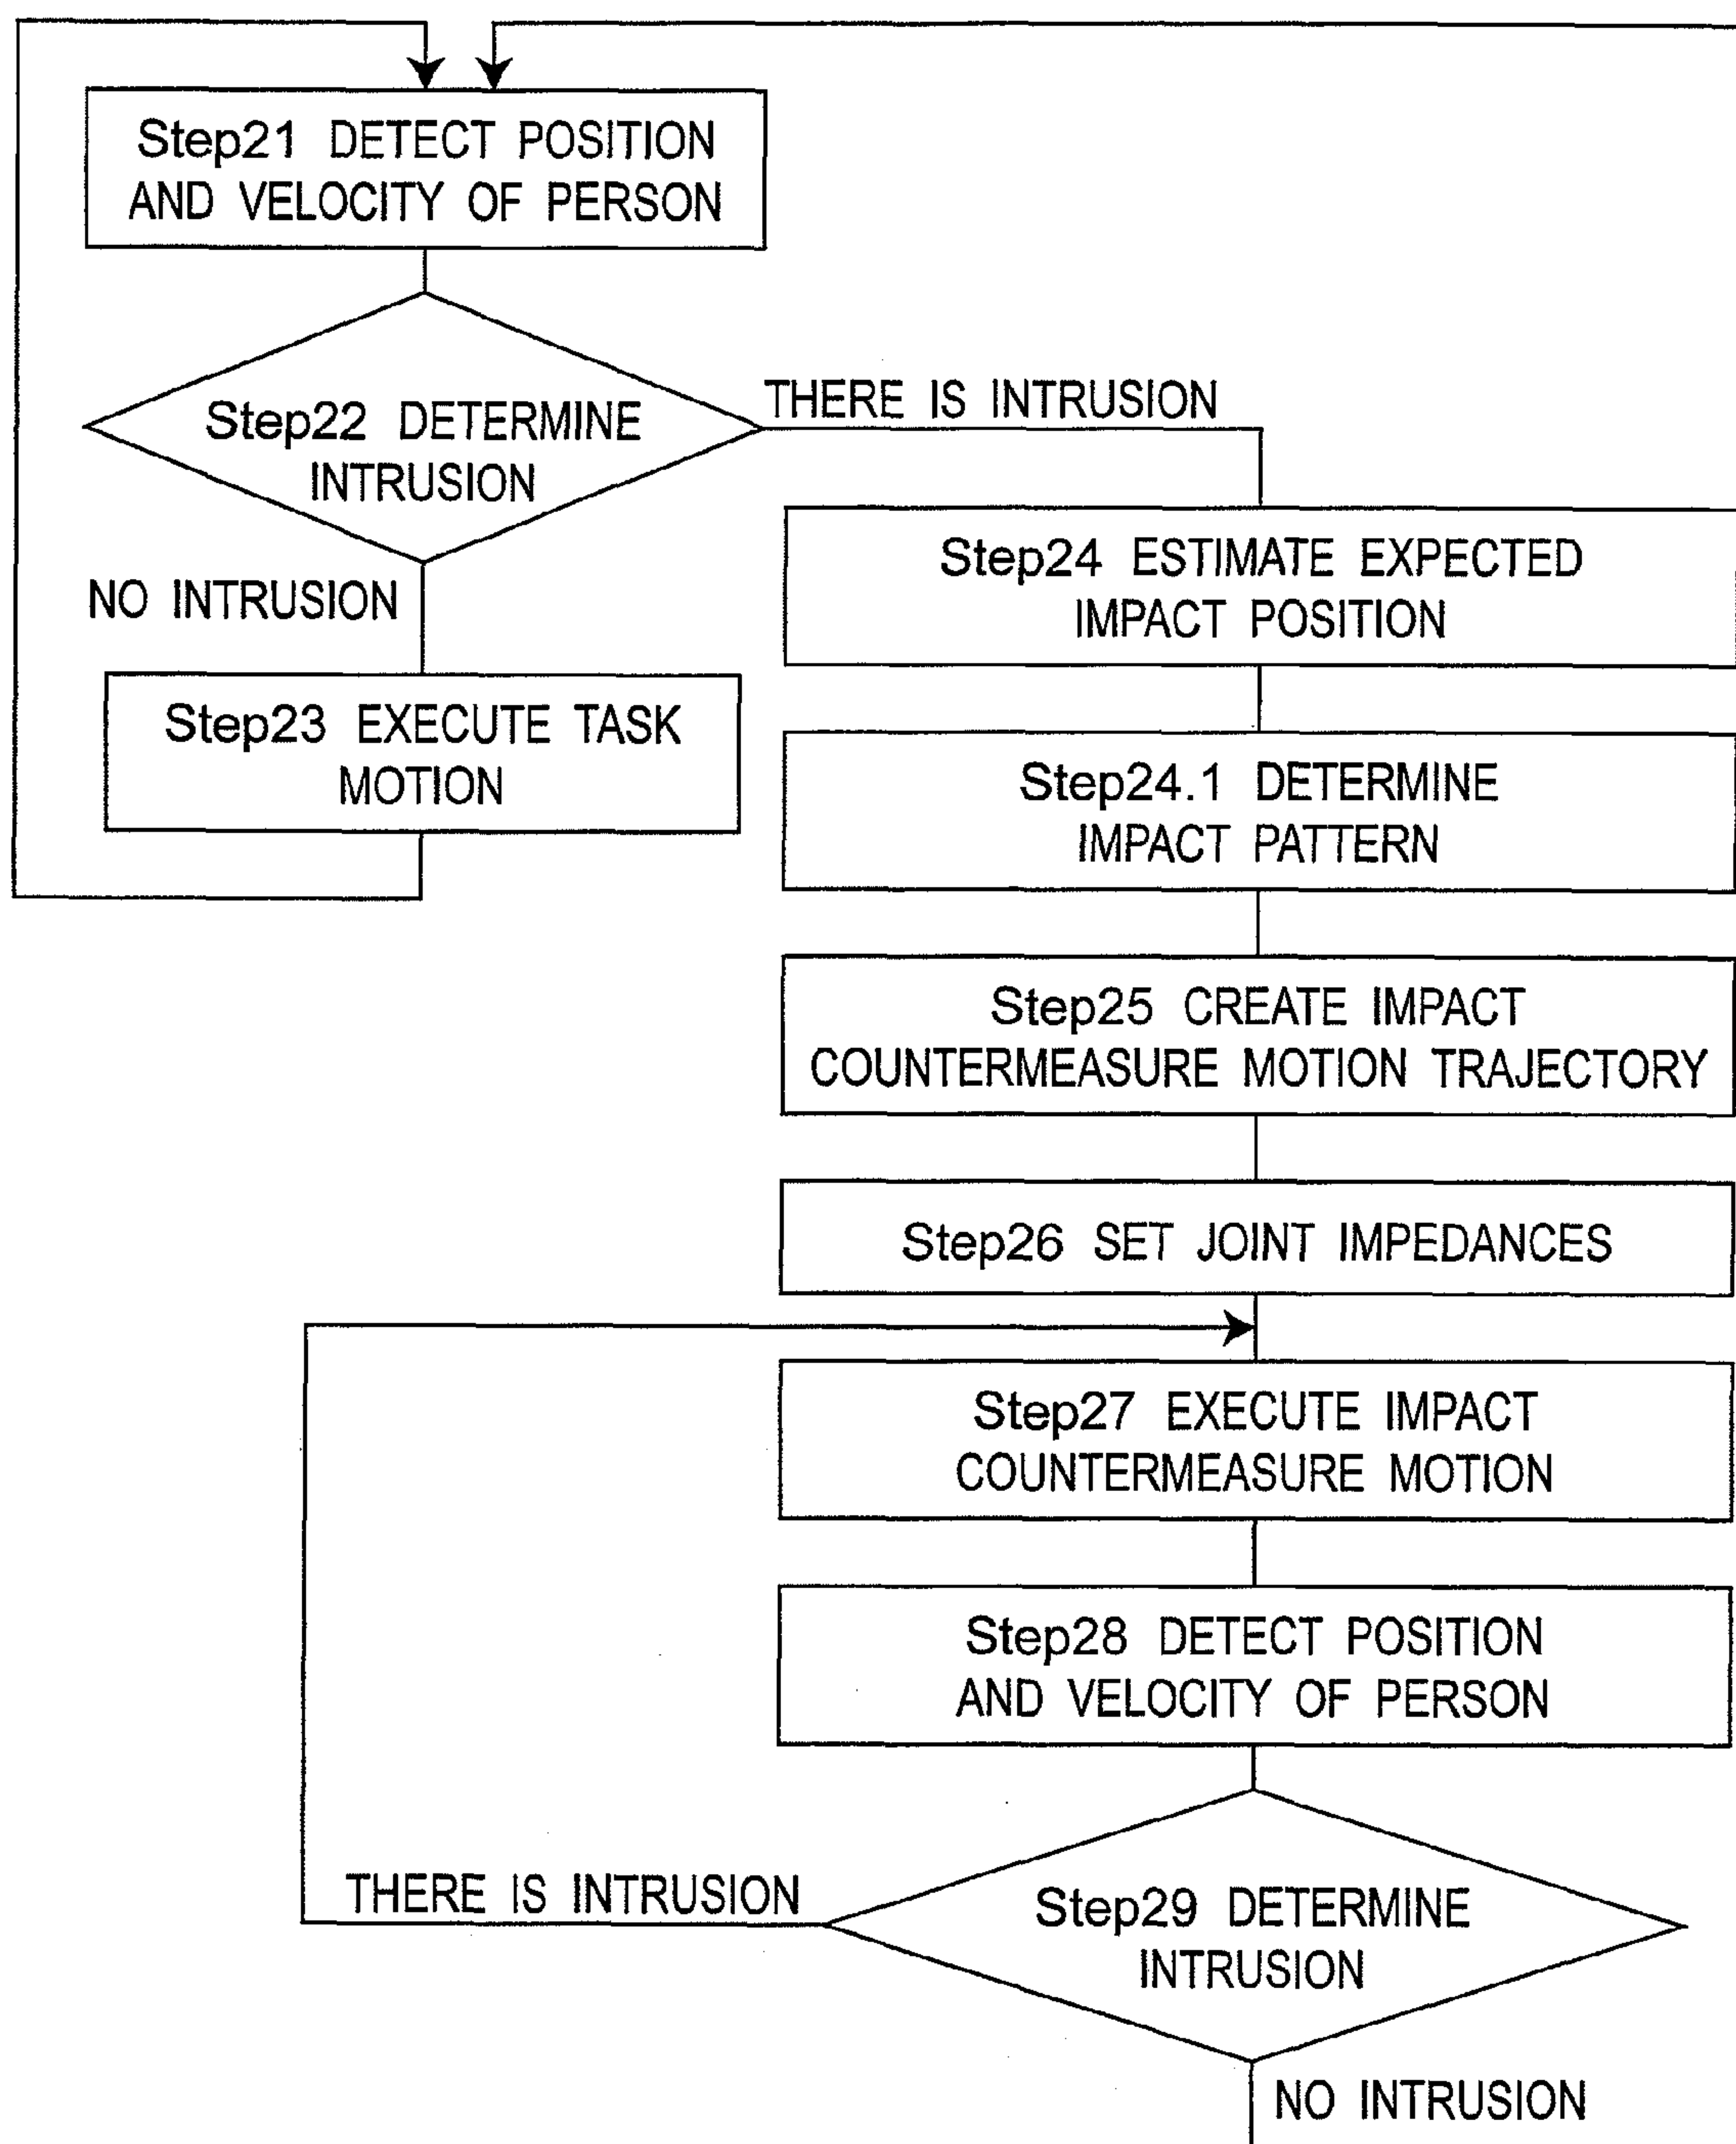 Step21 DETECT POSITION
AND VELOCITY OF PERSON
Step22 DETERMINE
INTRUSION
THERE IS INTRUSION
NO INTRUSION
Step23 EXECUTE TASK
MOTION
Step24 ESTIMATE EXPECTED
IMPACT POSITION
Step24.1 DETERMINE
IMPACT PATTERN
Step25 CREATE IMPACT
COUNTERMEASURE MOTION TRAJECTORY
Step26 SET JOINT IMPEDANCES
Step27 EXECUTE IMPACT
COUNTERMEASURE MOTION
Step28 DETECT POSITION
AND VELOCITY OF PERSON
THERE IS INTRUSION
Step29 DETERMINE
INTRUSION
NO INTRUSION